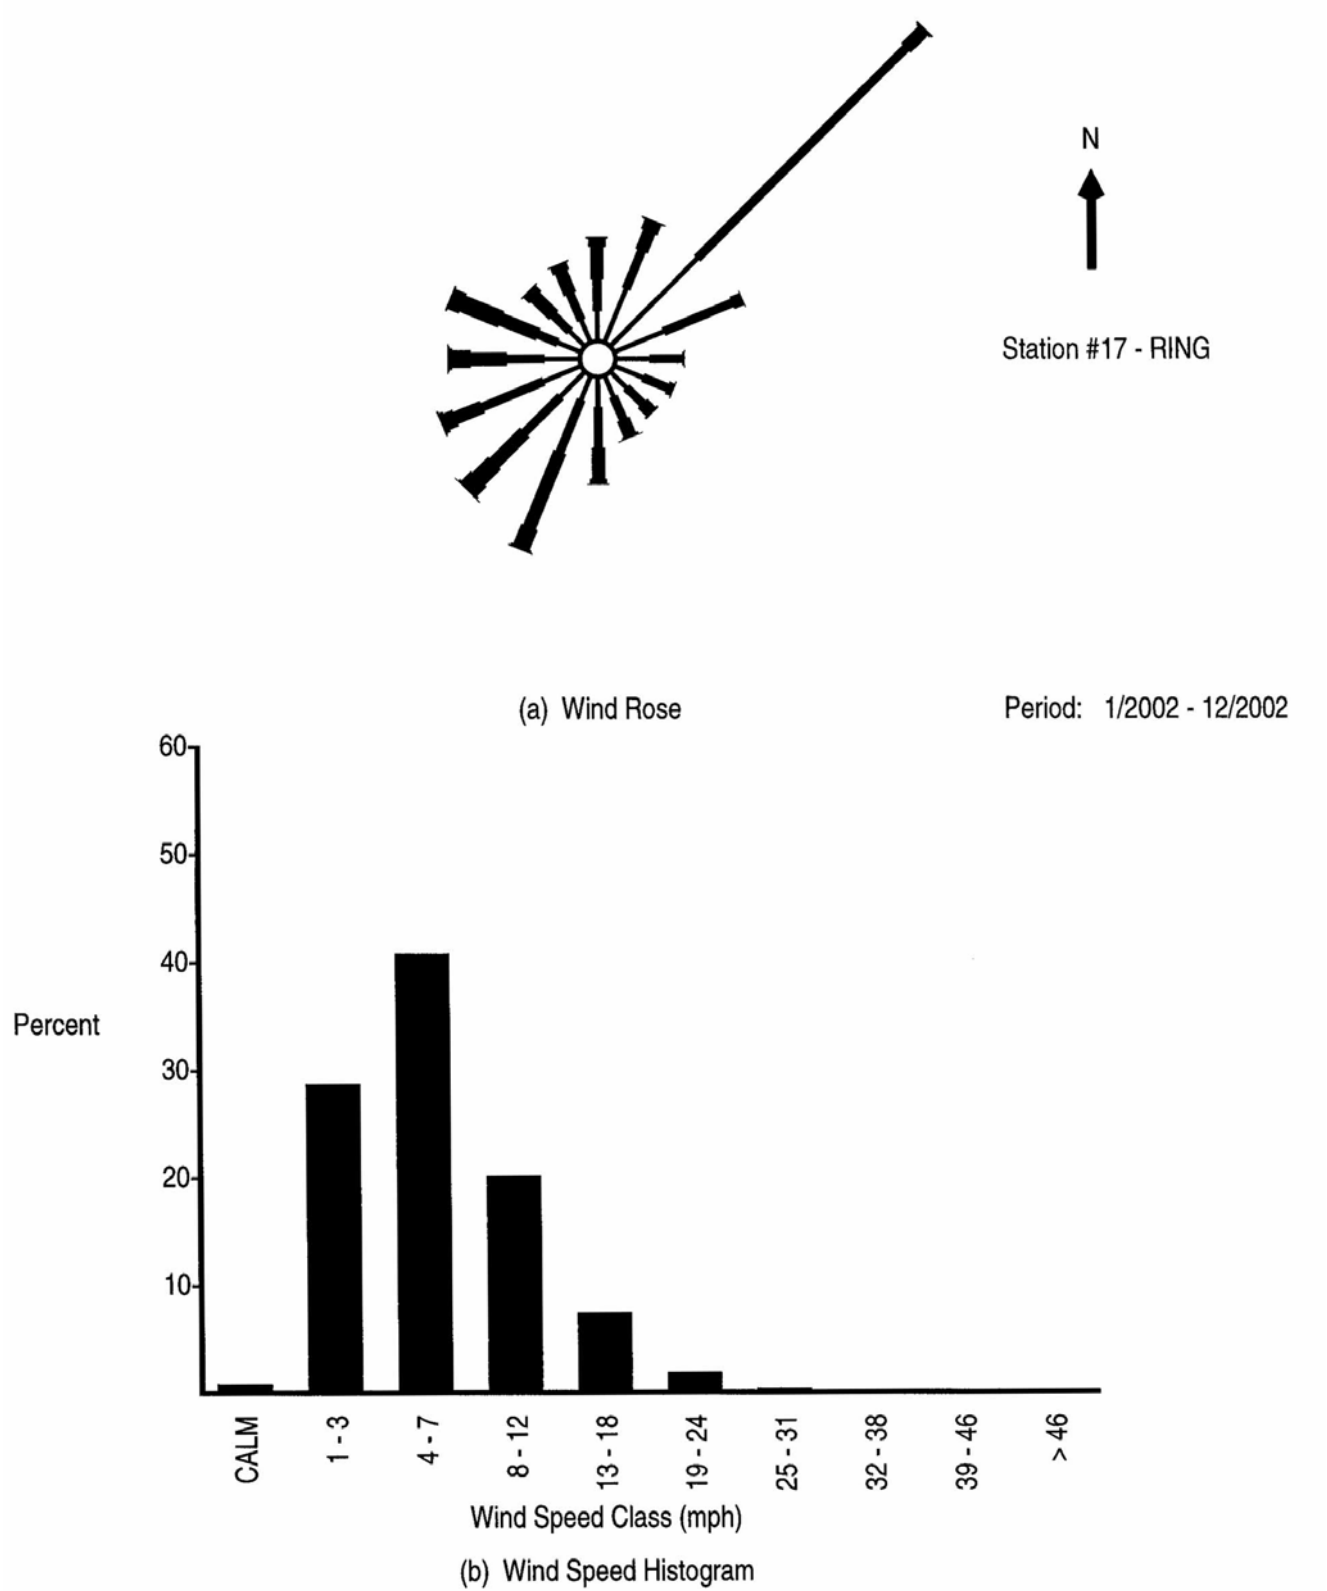 N
Station #17 - RING
(a) Wind Rose
Period: 1/2002 - 12/2002
60
50
40
Percent
30
20
10
CALM
1 - 3
4 - 7
8 - 12
13 - 18
19 - 24
25 - 31
32 - 38
39 - 46
> 46
Wind Speed Class (mph)
(b) Wind Speed Histogram